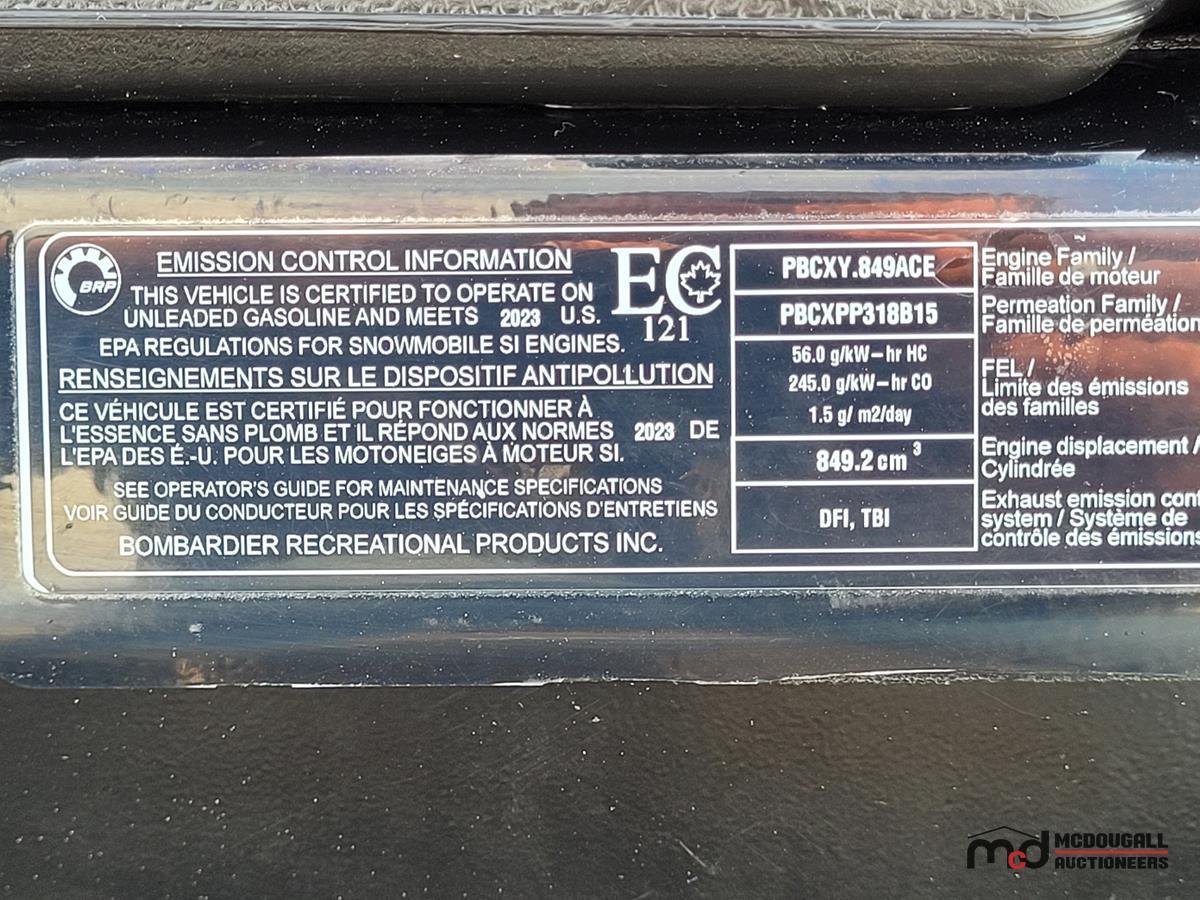 BRP
EMISSION CONTROL INFORMATION
THIS VEHICLE IS CERTIFIED TO OPERATE ON
UNLEADED GASOLINE AND MEETS 2023 U.S.
EPA REGULATIONS FOR SNOWMOBILE SI ENGINES.
RENSEIGNEMENTS SUR LE DISPOSITIF ANTIPOLLUTION
CE VÉHICULE EST CERTIFIÉ POUR FONCTIONNER À
L'ESSENCE SANS PLOMB ET IL RÉPOND AUX NORMES 2023 DE
L'EPA DES É.-U. POUR LES MOTONEIGES À MOTEUR SI.
SEE OPERATOR'S GUIDE FOR MAINTENANCE SPECIFICATIONS
VOIR GUIDE DU CONDUCTEUR POUR LES SPÉCIFICATIONS D'ENTRETIENS
BOMBARDIER RECREATIONAL PRODUCTS INC.
EC
121
PBCXY.849ACE
Engine Family /
Famille de moteur
PBCXPP318B15
Permeation Family /
Famille de perméation
56.0 g/kW-hr HC
245.0 g/kW-hr CO
1.5 g/ m2/day
FEL /
Limite des émissions
des familles
849.2 cm³
Engine displacement /
Cylindrée
DFI, TBI
Exhaust emission con
system / Système de
contrôle des émissions
mcd MCDOUGALL
AUCTIONEERS